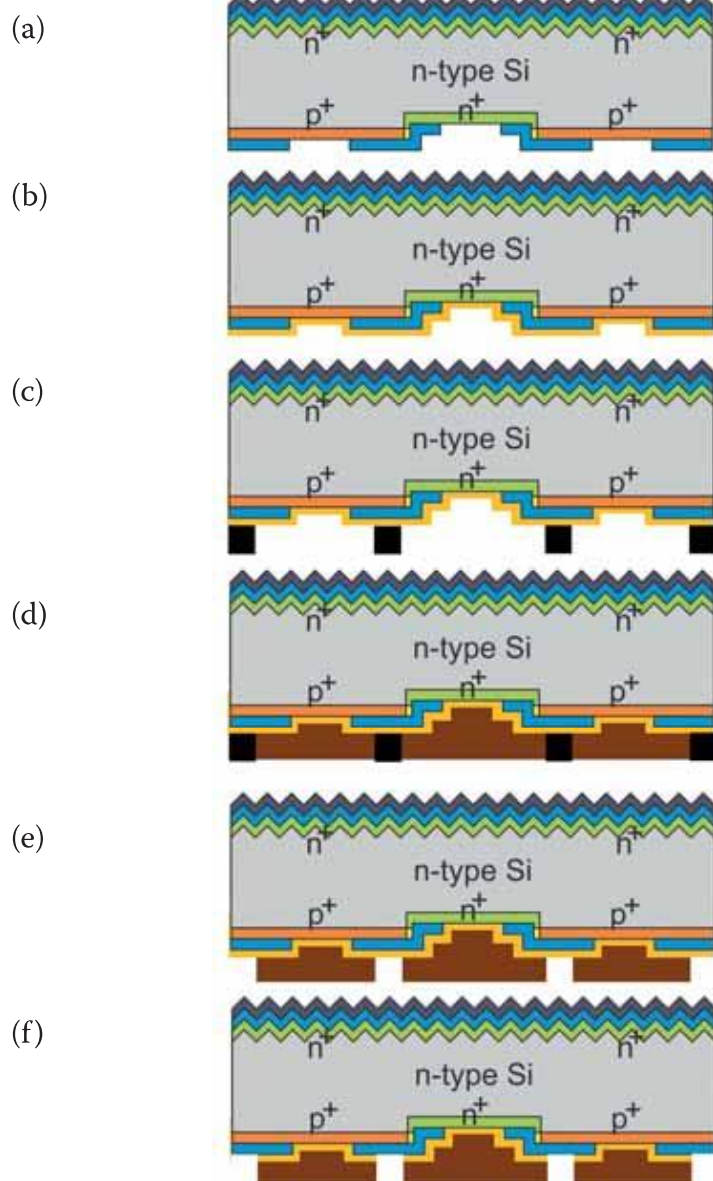 (a)
n+ n+
n-type Si
p+ n+ p+
(b)
n+ n+
n-type Si
p+ n+ p+
(c)
n+ n+
n-type Si
p+ n+ p+
(d)
n+ n+
n-type Si
p+ n+ p+
(e)
n+ n+
n-type Si
p+ n+ p+
(f)
n+ n+
n-type Si
p+ n+ p+